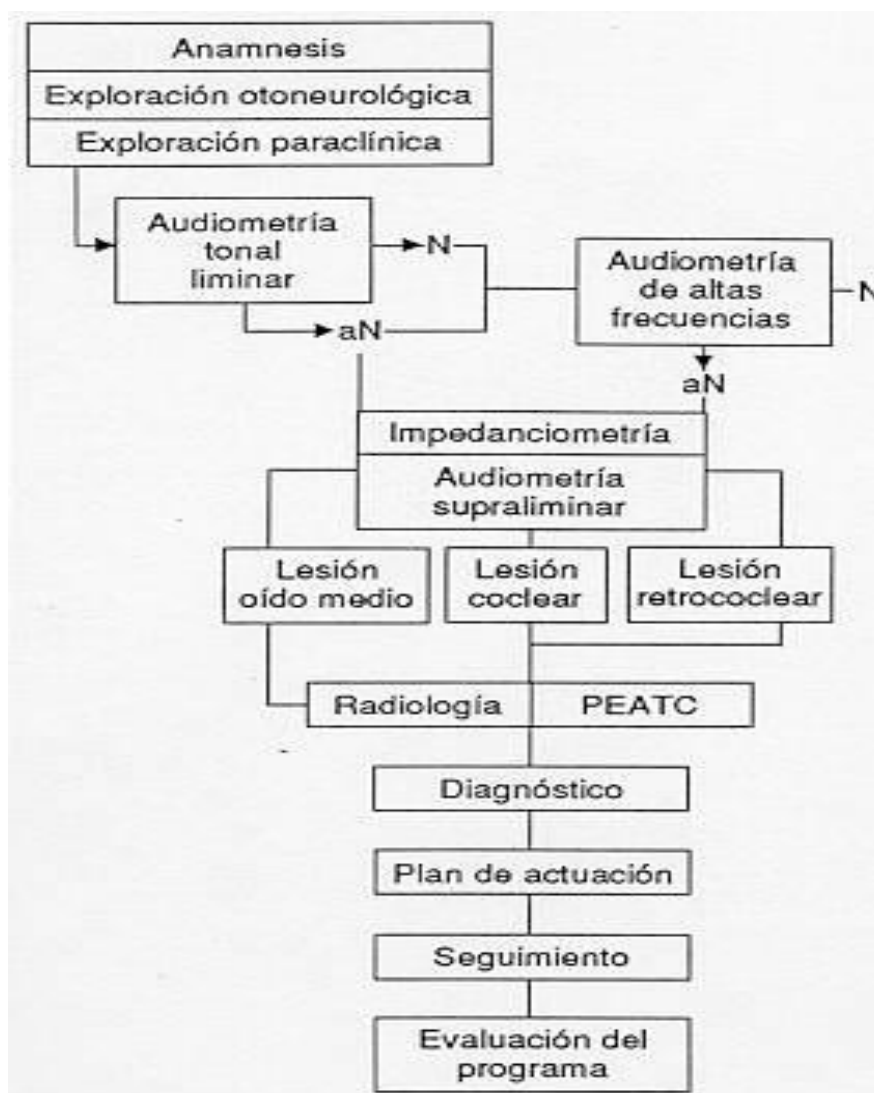 Anamnesis
Exploración otoneurológica
Exploración paraclínica
Audiometría
tonal
liminar
N
aN
Audiometría
de altas
frecuencias
N
aN
Impedanciometría
Audiometría
supraliminar
Lesión
oído medio
Lesión
coclear
Lesión
retrococlear
Radiología
PEATC
Diagnóstico
Plan de actuación
Seguimiento
Evaluación del
programa